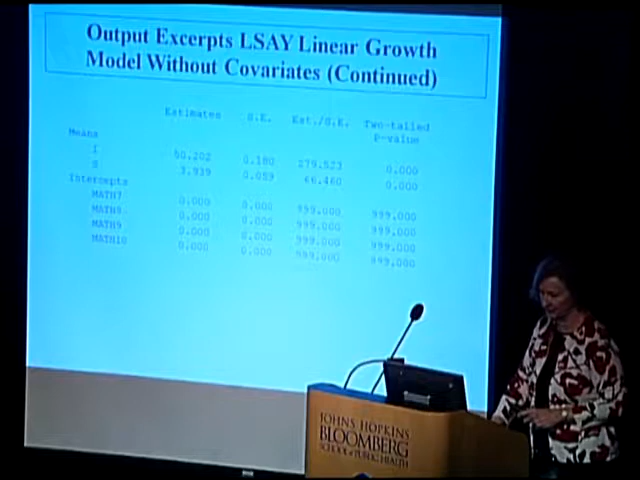 Output Excerpts LSAY Linear Growth
Model Without Covariates (Continued)
Estimates S.E. Est./S.E. Two-tailed
P-value
Means
I 50.202 0.180 279.523 0.000
S 3.939 0.059 66.460 0.000
Intercepts
MATH7 0.000 0.000 999.000 999.000
MATH8 0.000 0.000 999.000 999.000
MATH9 0.000 0.000 999.000 999.000
MATH10 0.000 0.000 999.000 999.000
JOHNS HOPKINS
BLOOMBERG
SCHOOL of PUBLIC HEALTH